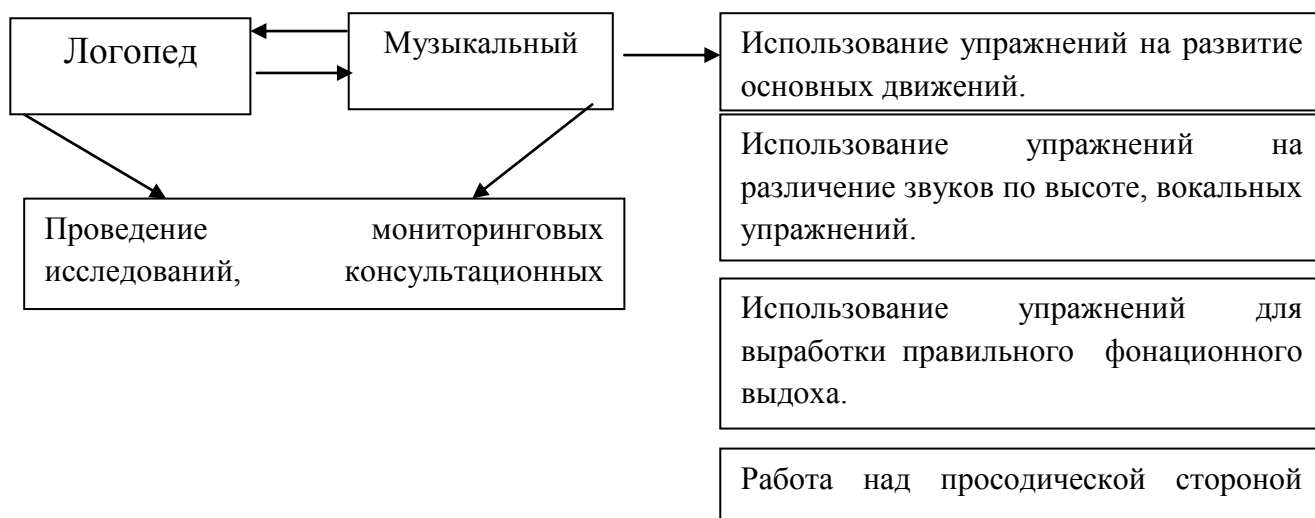 Логопед
Музыкальный
Проведение мониторинговых
исследований, консультационных
Использование упражнений на развитие
основных движений.
Использование упражнений на
различение звуков по высоте, вокальных
упражнений.
Использование упражнений для
выработки правильного фонационного
выдоха.
Работа над просодической стороной